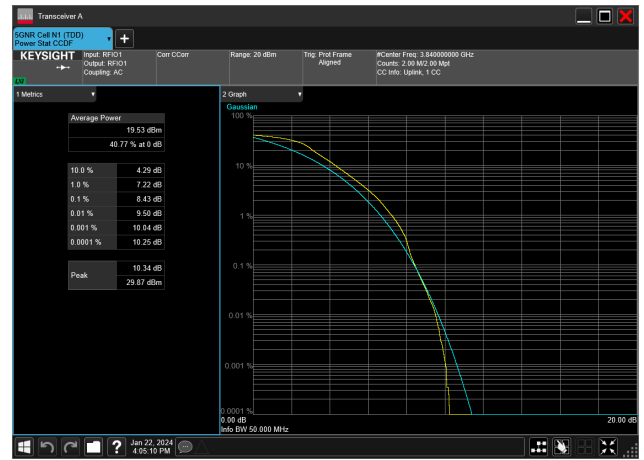 Transceiver A
5GNR Cell N1 (TDD)
Power Stat CCDF
KEYSIGHT
LXI
Input: RFIO1
Output: RFIO1
Coupling: AC
Corr CCorr
Range: 20 dBm
Trig: Prot Frame
Aligned
#Center Freq: 3.840000000 GHz
Counts: 2.00 M/2.00 Mpt
CC Info: Uplink, 1 CC
1 Metrics
Average Power
19.53 dBm
40.77 % at 0 dB
10.0 % 4.29 dB
1.0 % 7.22 dB
0.1 % 8.43 dB
0.01 % 9.50 dB
0.001 % 10.04 dB
0.0001 % 10.25 dB
Peak
10.34 dB
29.87 dBm
2 Graph
Gaussian
100 %
10 %
1 %
0.1 %
0.01 %
0.001 %
0.0001 %
0.00 dB
20.00 dB
Info BW 50.000 MHz
Jan 22, 2024
4:05:10 PM